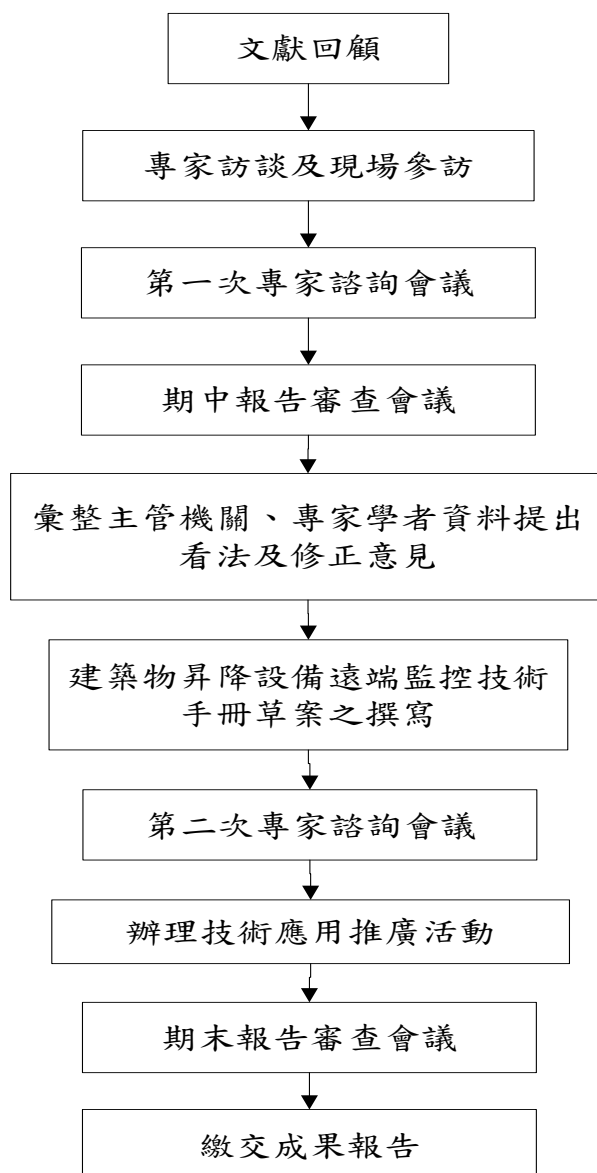 文獻回顧
專家訪談及現場參訪
第一次專家諮詢會議
期中報告審查會議
彙整主管機關、專家學者資料提出
看法及修正意見
建築物昇降設備遠端監控技術
手冊草案之撰寫
第二次專家諮詢會議
辦理技術應用推廣活動
期末報告審查會議
繳交成果報告